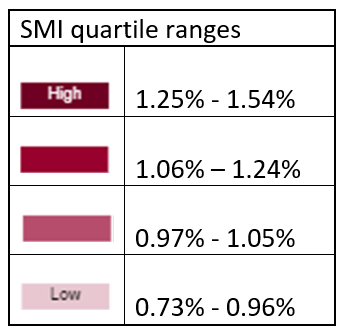 SMI quartile ranges
High 1.25% - 1.54%
1.06% – 1.24%
0.97% - 1.05%
Low 0.73% - 0.96%